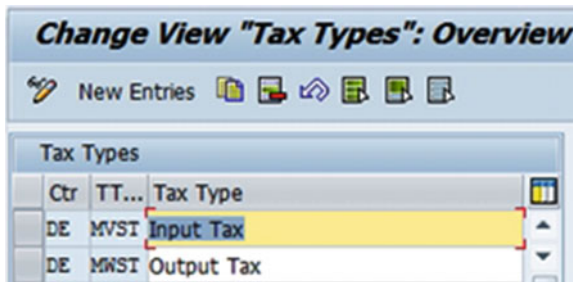 Change View "Tax Types": Overview
New Entries
Tax Types
Ctr TT... Tax Type
DE MVST Input Tax
DE MWST Output Tax